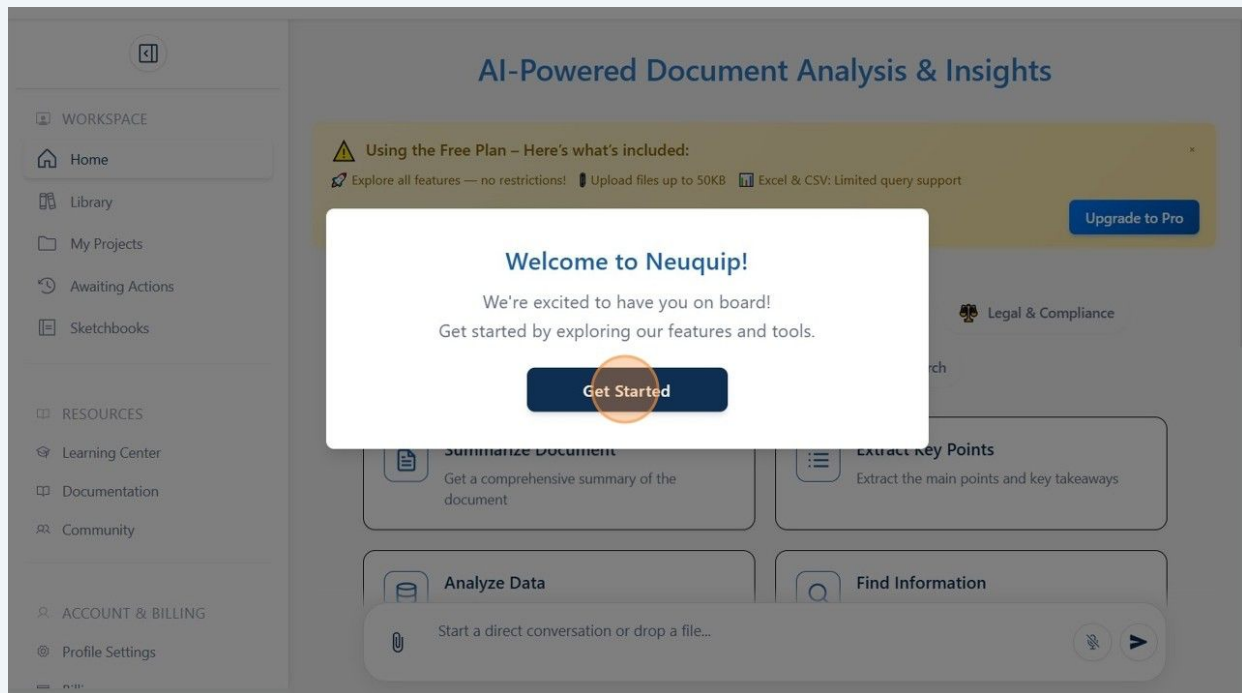 AI-Powered Document Analysis & Insights
WORKSPACE
Home
Library
My Projects
Awaiting Actions
Sketchbooks
RESOURCES
Learning Center
Documentation
Community
ACCOUNT & BILLING
Profile Settings
Using the Free Plan – Here's what's included:
×
Explore all features — no restrictions! Upload files up to 50KB Excel & CSV: Limited query support
Upgrade to Pro
Welcome to Neuquip!
We're excited to have you on board!
Get started by exploring our features and tools.
Get Started
Legal & Compliance
Summarize Document
Get a comprehensive summary of the
document
Extract Key Points
Extract the main points and key takeaways
Analyze Data
Find Information
Start a direct conversation or drop a file...